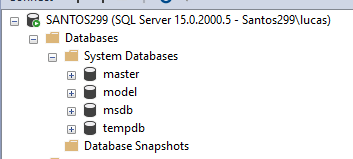 SANTOS299 (SQL Server 15.0.2000.5 - Santos299\lucas)
Databases
System Databases
master
model
msdb
tempdb
Database Snapshots